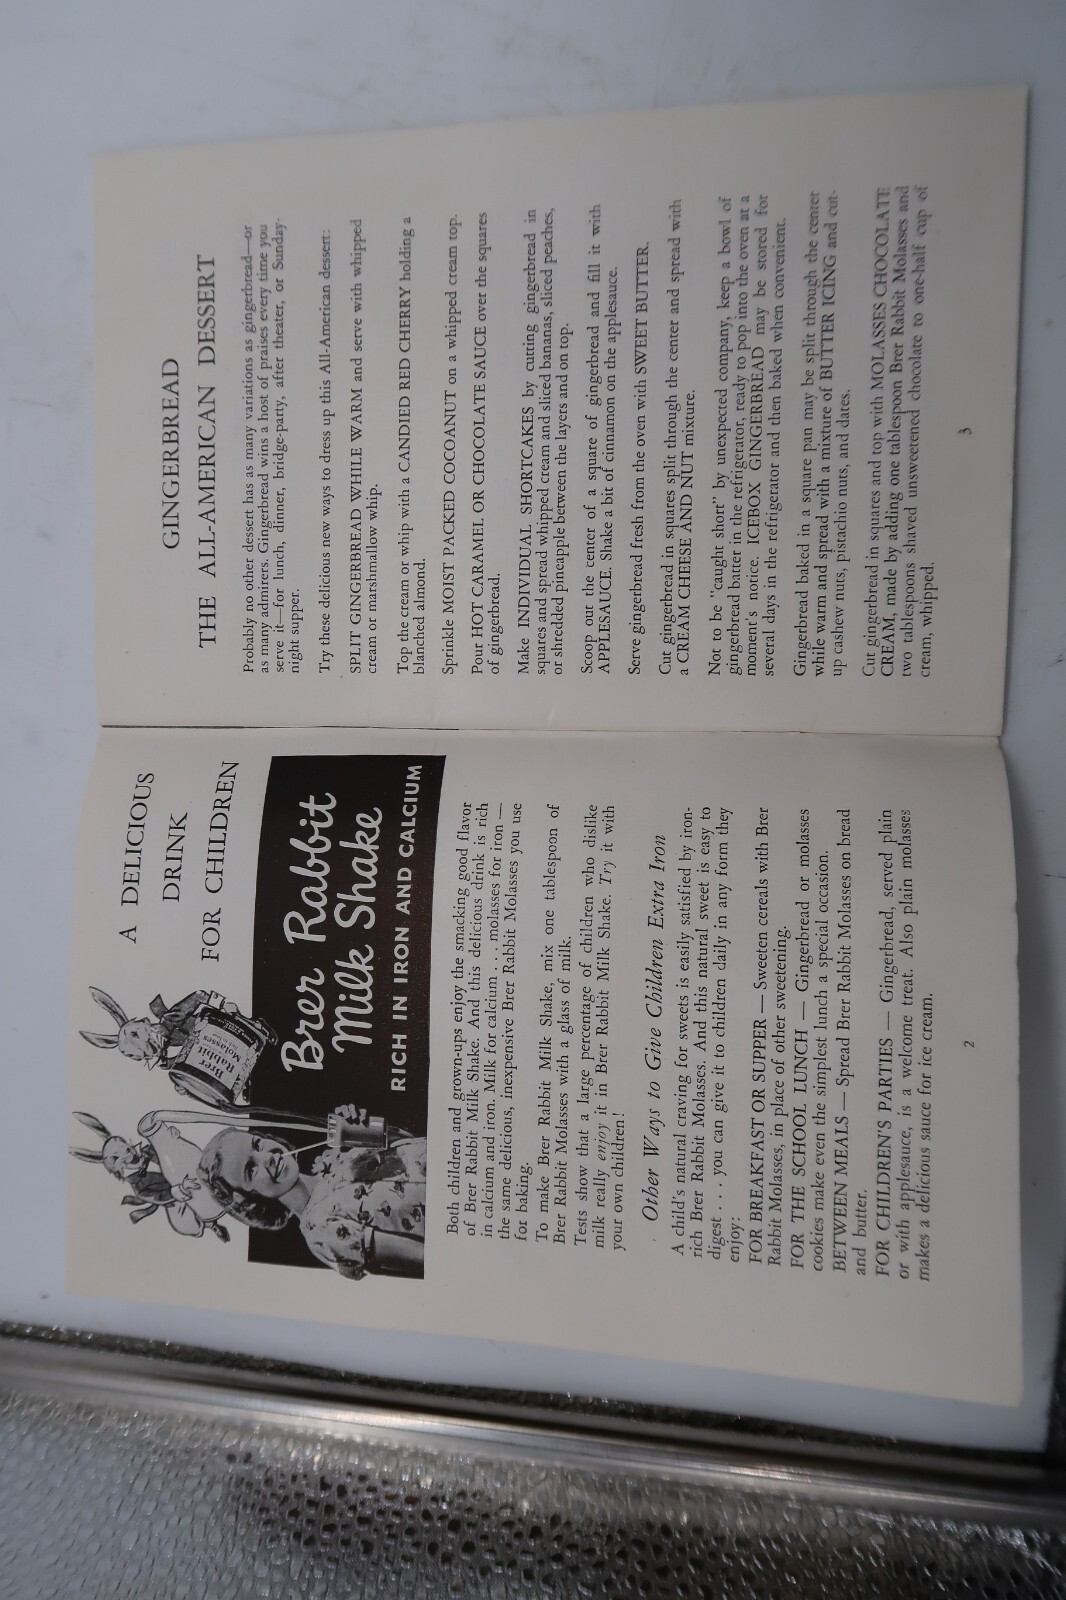 A DELICIOUS
DRINK
FOR CHILDREN
Brer
Rabbit
Molasses
Brer Rabbit
Milk Shake
RICH IN IRON AND CALCIUM
Both children and grown-ups enjoy the smacking good flavor
of Brer Rabbit Milk Shake. And this delicious drink is rich
in calcium and iron. Milk for calcium . . . molasses for iron —
the same delicious, inexpensive Brer Rabbit Molasses you use
for baking.
To make Brer Rabbit Milk Shake, mix one tablespoon of
Brer Rabbit Molasses with a glass of milk.
Tests show that a large percentage of children who dislike
milk really enjoy it in Brer Rabbit Milk Shake. Try it with
your own children!
Other Ways to Give Children Extra Iron
A child's natural craving for sweets is easily satisfied by iron-
rich Brer Rabbit Molasses. And this natural sweet is easy to
digest . . . you can give it to children daily in any form they
enjoy:
FOR BREAKFAST OR SUPPER — Sweeten cereals with Brer
Rabbit Molasses, in place of other sweetening.
FOR THE SCHOOL LUNCH — Gingerbread or molasses
cookies make even the simplest lunch a special occasion.
BETWEEN MEALS — Spread Brer Rabbit Molasses on bread
and butter.
FOR CHILDREN'S PARTIES — Gingerbread, served plain
or with applesauce, is a welcome treat. Also plain molasses
makes a delicious sauce for ice cream.
2
GINGERBREAD
THE ALL-AMERICAN DESSERT
Probably no other dessert has as many variations as gingerbread—or
as many admirers. Gingerbread wins a host of praises every time you
serve it—for lunch, dinner, bridge-party, after theater, or Sunday-
night supper.
Try these delicious new ways to dress up this All-American dessert:
SPLIT GINGERBREAD WHILE WARM and serve with whipped
cream or marshmallow whip.
Top the cream or whip with a CANDIED RED CHERRY holding a
blanched almond.
Sprinkle MOIST PACKED COCOANUT on a whipped cream top.
Pour HOT CARAMEL OR CHOCOLATE SAUCE over the squares
of gingerbread.
Make INDIVIDUAL SHORTCAKES by cutting gingerbread in
squares and spread whipped cream and sliced bananas, sliced peaches,
or shredded pineapple between the layers and on top.
Scoop out the center of a square of gingerbread and fill it with
APPLESAUCE. Shake a bit of cinnamon on the applesauce.
Serve gingerbread fresh from the oven with SWEET BUTTER.
Cut gingerbread in squares split through the center and spread with
a CREAM CHEESE AND NUT mixture.
Not to be "caught short" by unexpected company, keep a bowl of
gingerbread batter in the refrigerator, ready to pop into the oven at a
moment's notice. ICEBOX GINGERBREAD may be stored for
several days in the refrigerator and then baked when convenient.
Gingerbread baked in a square pan may be split through the center
while warm and spread with a mixture of BUTTER ICING and cut-
up cashew nuts, pistachio nuts, and dates.
Cut gingerbread in squares and top with MOLASSES CHOCOLATE
CREAM, made by adding one tablespoon Brer Rabbit Molasses and
two tablespoons shaved unsweetened chocolate to one-half cup of
cream, whipped.
3